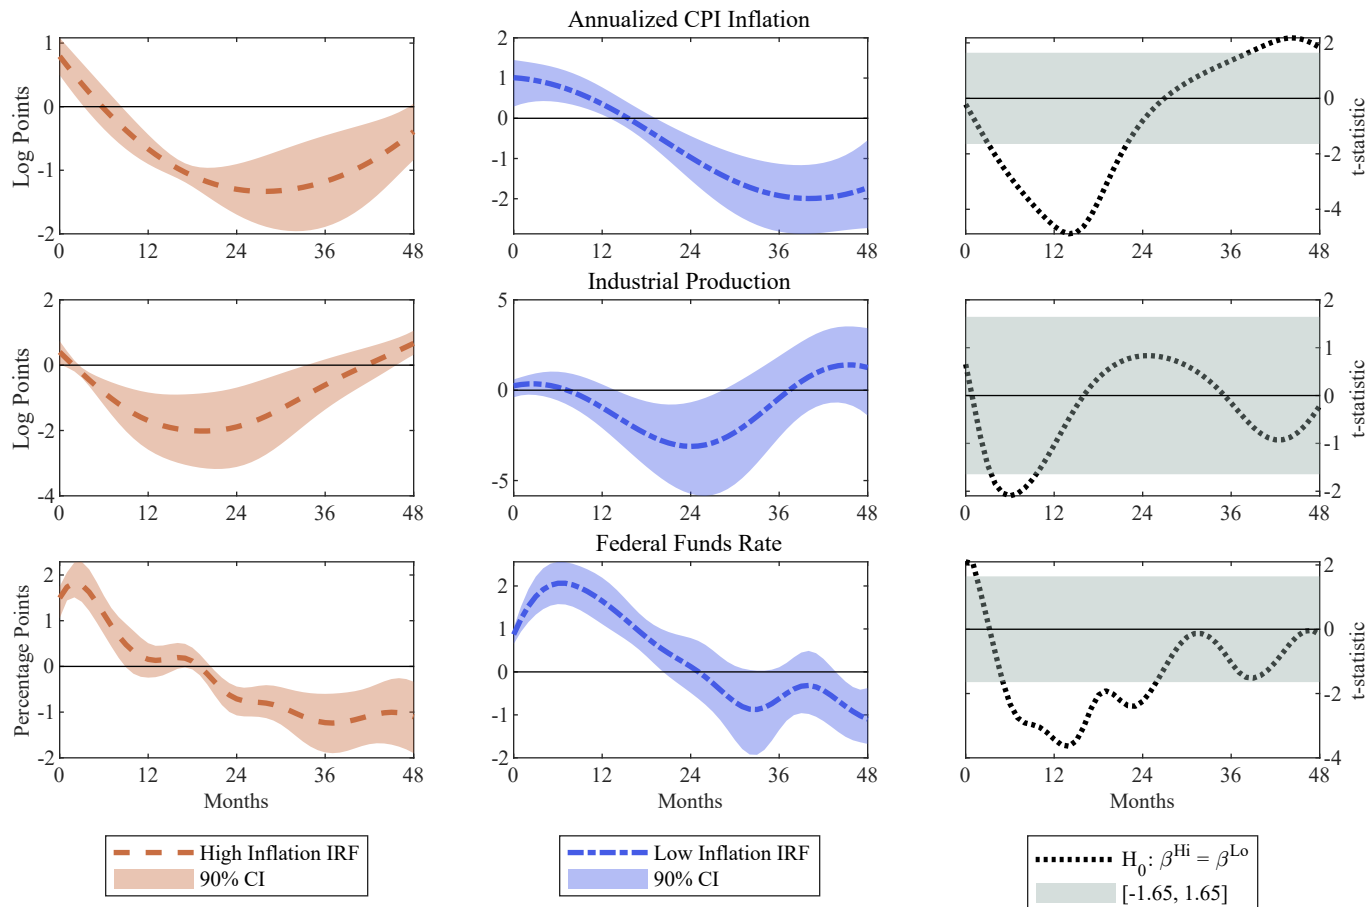 Annualized CPI Inflation
1
0
-1
-2
Log Points
0 12 24 36 48
2
1
0
-1
-2
0 12 24 36 48
2
0
-2
-4
t-statistic
0 12 24 36 48
Industrial Production
2
0
-2
-4
Log Points
0 12 24 36 48
5
0
-5
0 12 24 36 48
2
1
0
-1
-2
t-statistic
0 12 24 36 48
Federal Funds Rate
2
1
0
-1
-2
Percentage Points
0 12 24 36 48
Months
2
1
0
-1
-2
0 12 24 36 48
Months
2
0
-2
-4
t-statistic
0 12 24 36 48
Months
High Inflation IRF
90% CI
Low Inflation IRF
90% CI
H₀: β^Hi = β^Lo
[-1.65, 1.65]